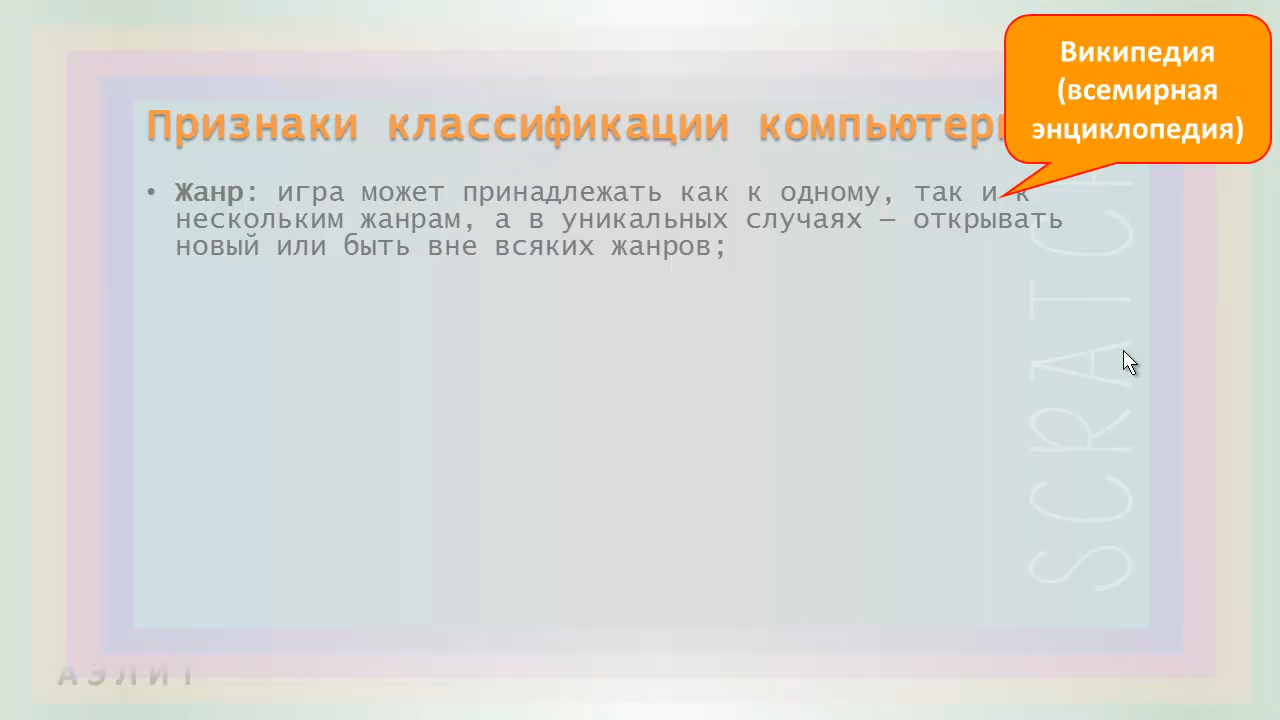 Википедия
(всемирная
энциклопедия)
Признаки классификации
• Жанр: игра может принадлежать как к одному, так и к
нескольким жанрам, а в уникальных случаях – открывать
новый или быть вне всяких жанров;
SCRATCH
АЭЛИТ